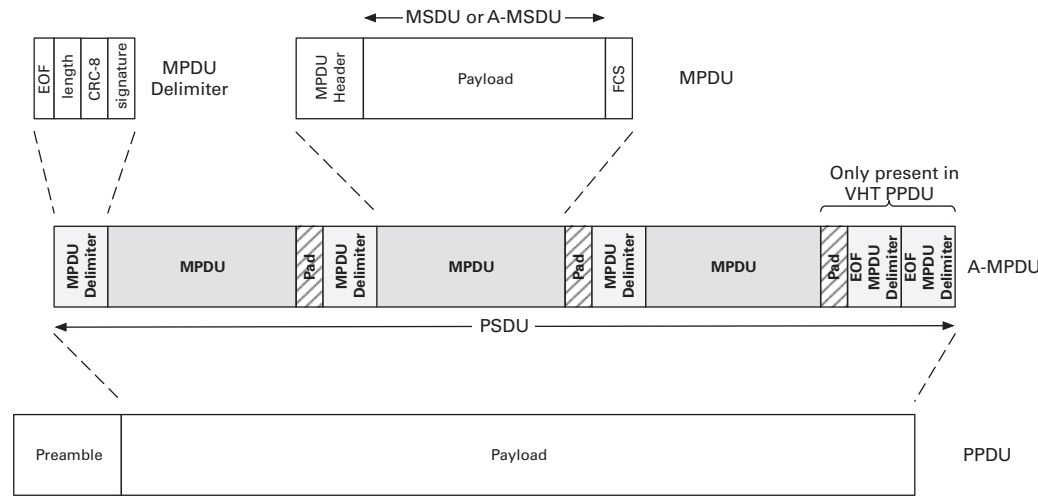 MSDU or A-MSDU
EOF
length
CRC-8
signature
MPDU
Delimiter
MPDU
Header
Payload
FCS
MPDU
Only present in
VHT PPDU
MPDU
Delimiter
MPDU
Pad
MPDU
Delimiter
MPDU
Pad
MPDU
Delimiter
MPDU
Pad
EOF
MPDU
Delimiter
EOF
MPDU
Delimiter
A-MPDU
PSDU
Preamble
Payload
PPDU